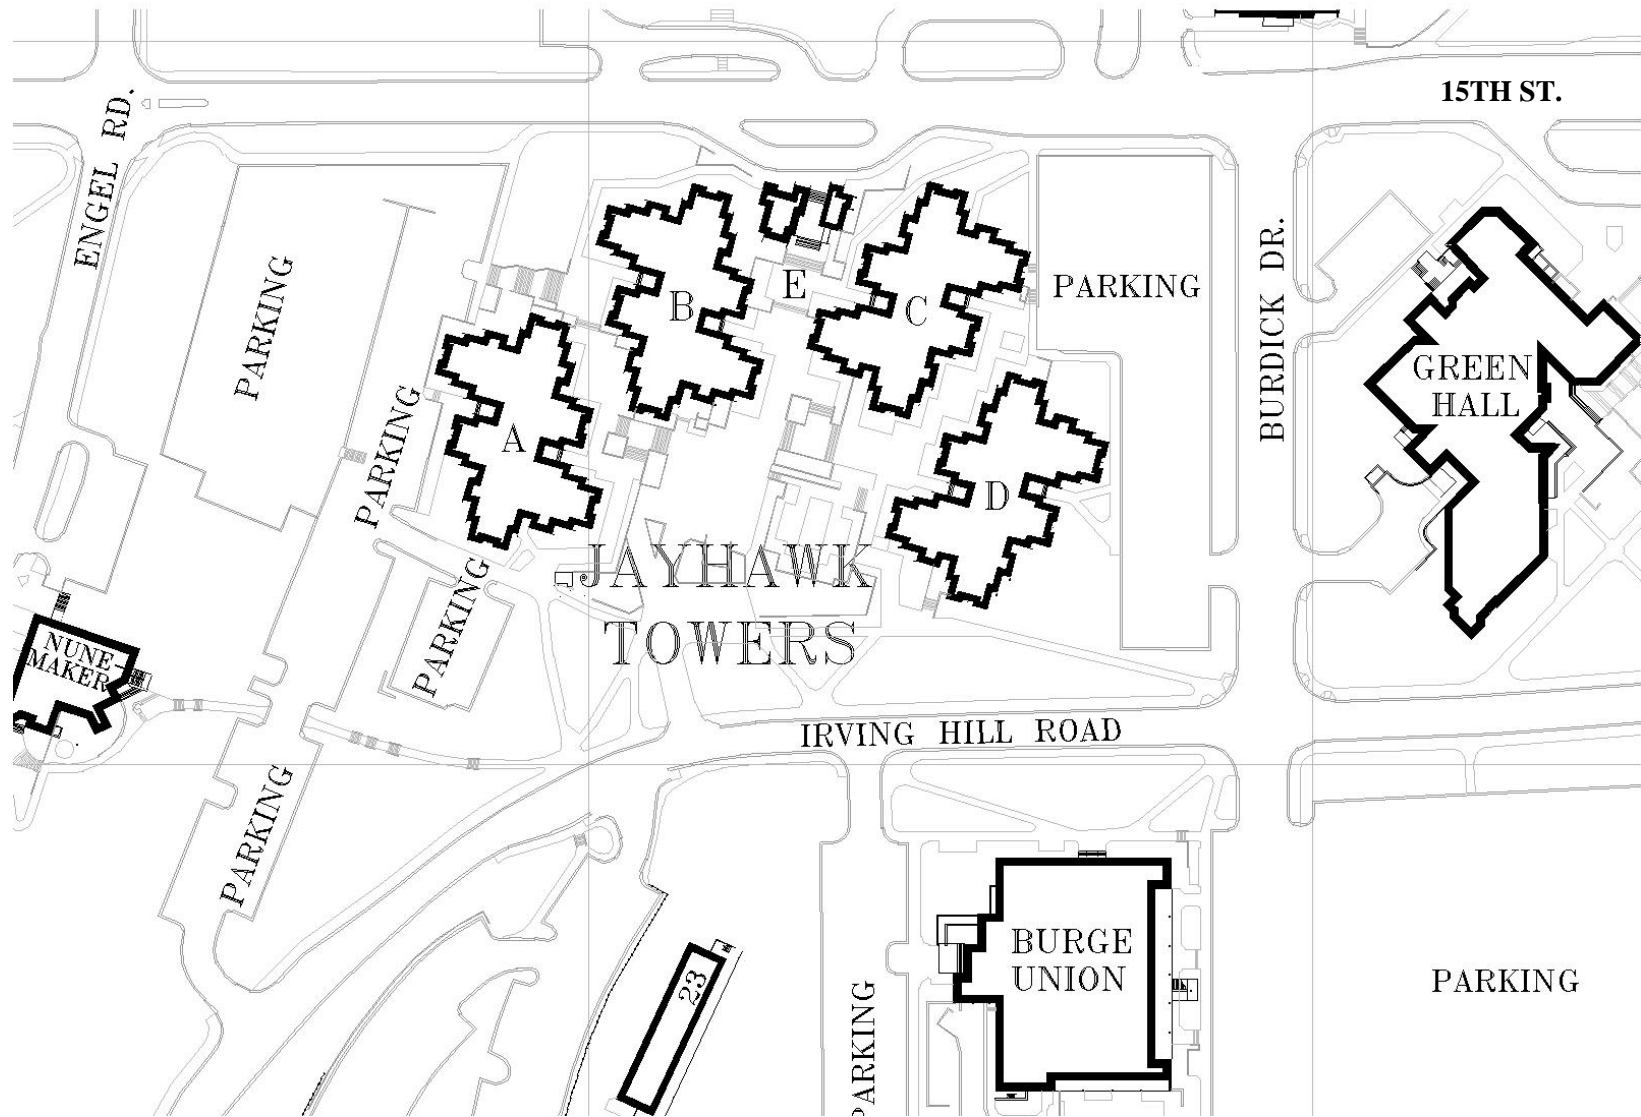 15TH ST.
ENGEL RD.
PARKING
B
E
C
PARKING
BURDICK DR.
GREEN
HALL
PARKING
A
D
JAYHAWK
TOWERS
PARKING
NUNE
MAKER
IRVING HILL ROAD
PARKING
BURGE
UNION
23
PARKING
PARKING